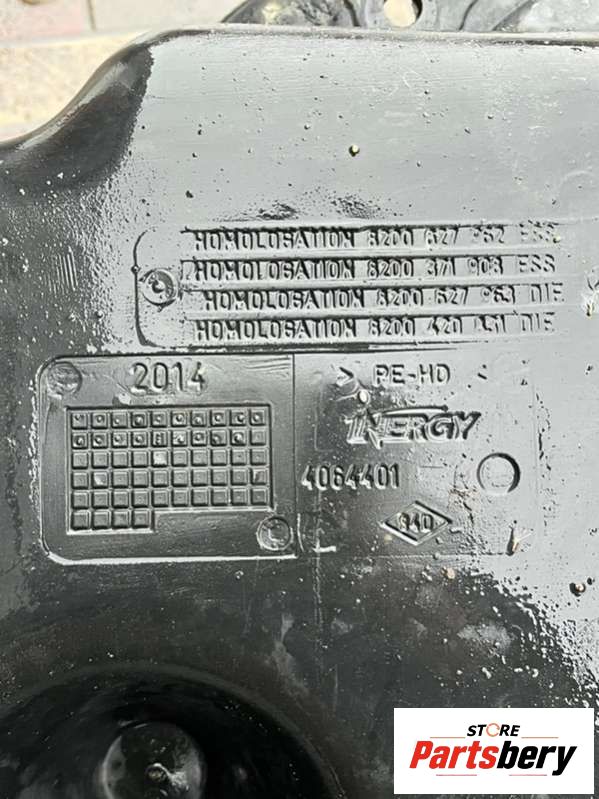 HOMOLOGATION 8200 627 962 ESS
HOMOLOGATION 8200 371 903 ESS
HOMOLOGATION 8200 627 963 DIE
HOMOLOGATION 8200 420 DIE
2014
> PE-HD <
INERGY
4064401
STORE
Partsbery